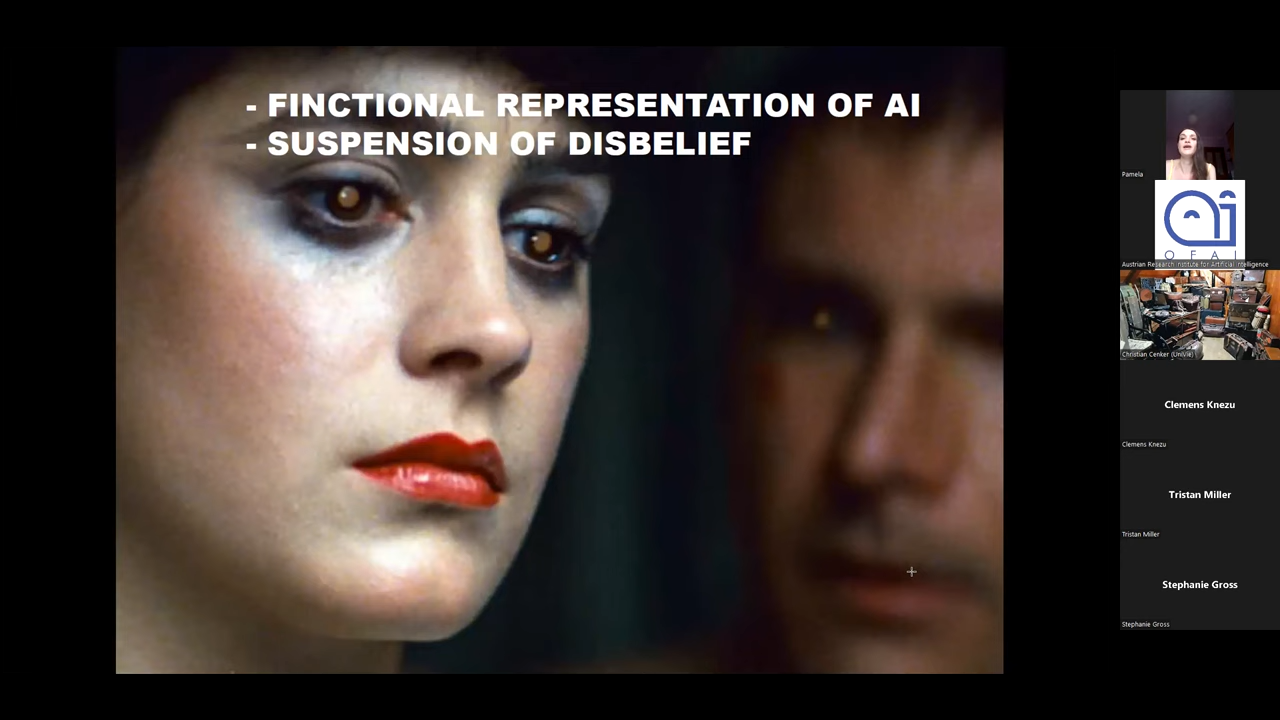 - FINCTIONAL REPRESENTATION OF AI
- SUSPENSION OF DISBELIEF
Pamela
ai
O F A I
Austrian Research Institute for Artificial Intelligence
Christian Cenker (UniVie)
Clemens Knezu
Clemens Knezu
Tristan Miller
Tristan Miller
Stephanie Gross
Stephanie Gross